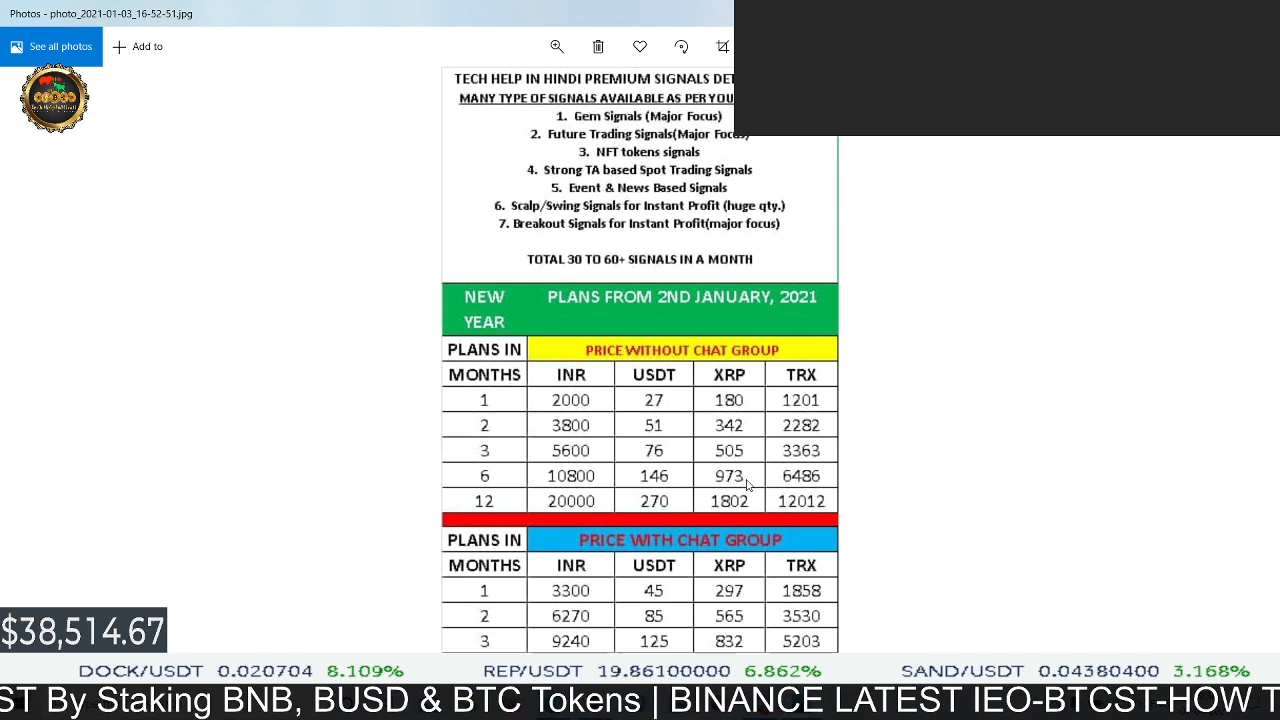 Photos - photo_2021-01-03_16-52-51.jpg
See all photos
Add to
TECH HELP IN HINDI PREMIUM SIGNALS
MANY TYPE OF SIGNALS AVAILABLE AS PER
1. Gem Signals (Major Focus)
2. Future Trading Signals(Major Focus)
3. NFT tokens signals
4. Strong TA based Spot Trading Signals
5. Event & News Based Signals
6. Scalp/Swing Signals for Instant Profit (huge qty.)
7. Breakout Signals for Instant Profit(major focus)
TOTAL 30 TO 60+ SIGNALS IN A MONTH
NEW YEAR PLANS FROM 2ND JANUARY, 2021
PLANS IN MONTHS PRICE WITHOUT CHAT GROUP
INR USDT XRP TRX
1 2000 27 180 1201
2 3800 51 342 2282
3 5600 76 505 3363
6 10800 146 973 6486
12 20000 270 1802 12012
PLANS IN MONTHS PRICE WITH CHAT GROUP
INR USDT XRP TRX
1 3300 45 297 1858
2 6270 85 565 3530
3 9240 125 832 5203
$38,514.67
DOCK/USDT 0.020704 8.109% REP/USDT 19.86100000 6.862% SAND/USDT 0.04380400 3.168%
ST By Staking BNB, BUSD & BTC Tokens | BINANCE LATEST IEO-BTCST-HOW T